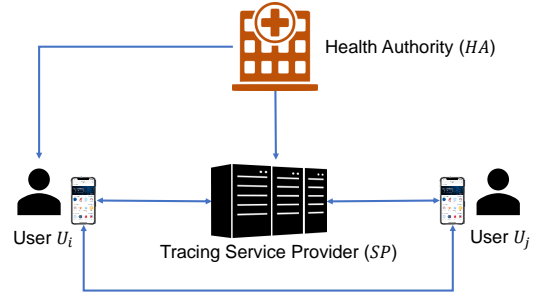 Health Authority (HA)
User Uᵢ
Tracing Service Provider (SP)
User Uⱼ